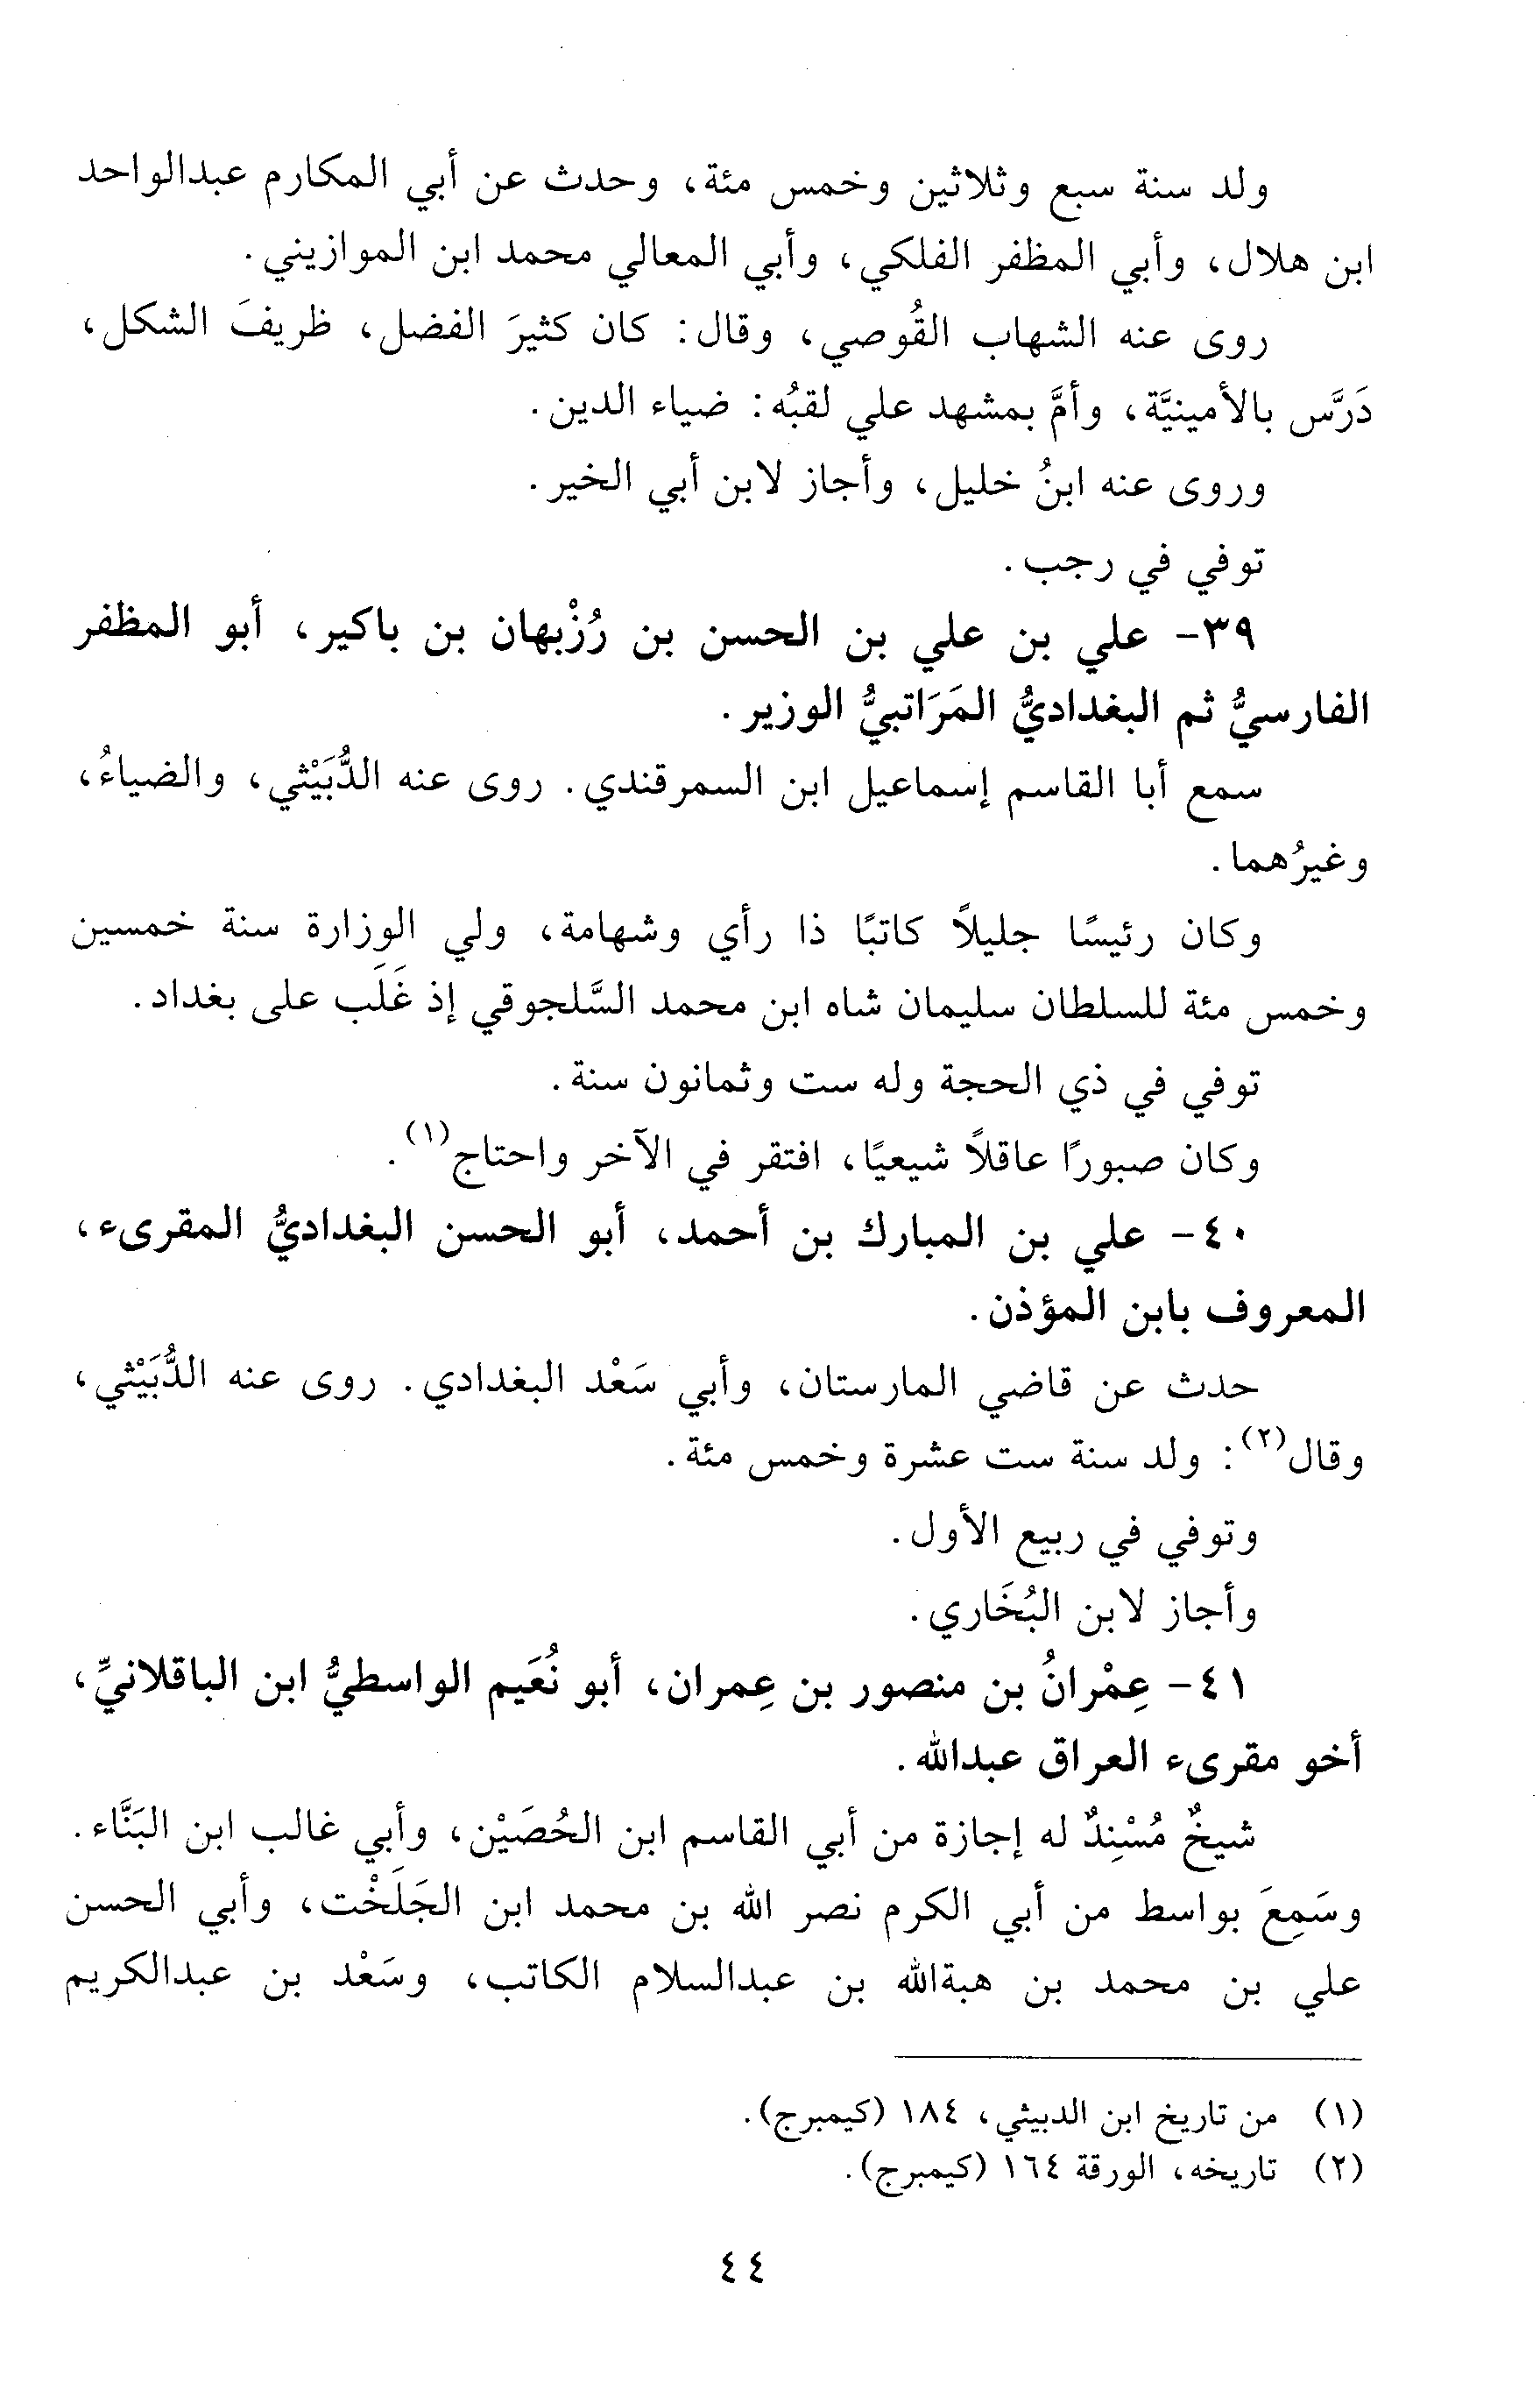 ولد سنة سبع وثلاثين وخمس مئة، وحدث عن أبي المكارم عبدالواحد
ابن هلال، وأبي المظفر الفلكي، وأبي المعالي محمد ابن الموازيني.
روى عنه الشهاب القُوصي، وقال: كان كثيرَ الفضل، ظريفَ الشكل،
دَرَّس بالأمينيَّة، وأمَّ بمشهد علي لقبُه: ضياء الدين.
وروى عنه ابنُ خليل، وأجاز لابن أبي الخير.
توفي في رجب.
٣٩- علي بن علي بن الحسن بن رُزْبهان بن باكير، أبو المظفر
الفارسيُّ ثم البغداديُّ المَرَاتبيُّ الوزير.
سمع أبا القاسم إسماعيل ابن السمرقندي. روى عنه الدُّبَيْثي، والضياءُ،
وغيرُهما.
وكان رئيسًا جليلاً كاتبًا ذا رأي وشهامة، ولي الوزارة سنة خمسين
وخمس مئة للسلطان سليمان شاه ابن محمد السَّلجوقي إذ غَلَب على بغداد.
توفي في ذي الحجة وله ست وثمانون سنة.
وكان صبورًا عاقلاً شيعيًا، افتقر في الآخر واحتاج(١).
٤٠- علي بن المبارك بن أحمد، أبو الحسن البغداديُّ المقرىء،
المعروف بابن المؤذن.
حدث عن قاضي المارستان، وأبي سَعْد البغدادي. روى عنه الدُّبَيْثي،
وقال(٢): ولد سنة ست عشرة وخمس مئة.
وتوفي في ربيع الأول.
وأجاز لابن البُخَاري.
٤١- عِمْرانُ بن منصور بن عِمران، أبو نُعَيم الواسطيُّ ابن الباقلانيِّ،
أخو مقرىء العراق عبدالله.
شيخٌ مُسْنِدٌ له إجازة من أبي القاسم ابن الحُصَيْن، وأبي غالب ابن البَنَّاء.
وسَمِعَ بواسط من أبي الكرم نصر الله بن محمد ابن الجَلَخْت، وأبي الحسن
علي بن محمد بن هبةالله بن عبدالسلام الكاتب، وسَعْد بن عبدالكريم
(١) من تاريخ ابن الدبيثي، ١٨٤ (كيمبرج).
(٢) تاريخه، الورقة ١٦٤ (كيمبرج).
٤٤